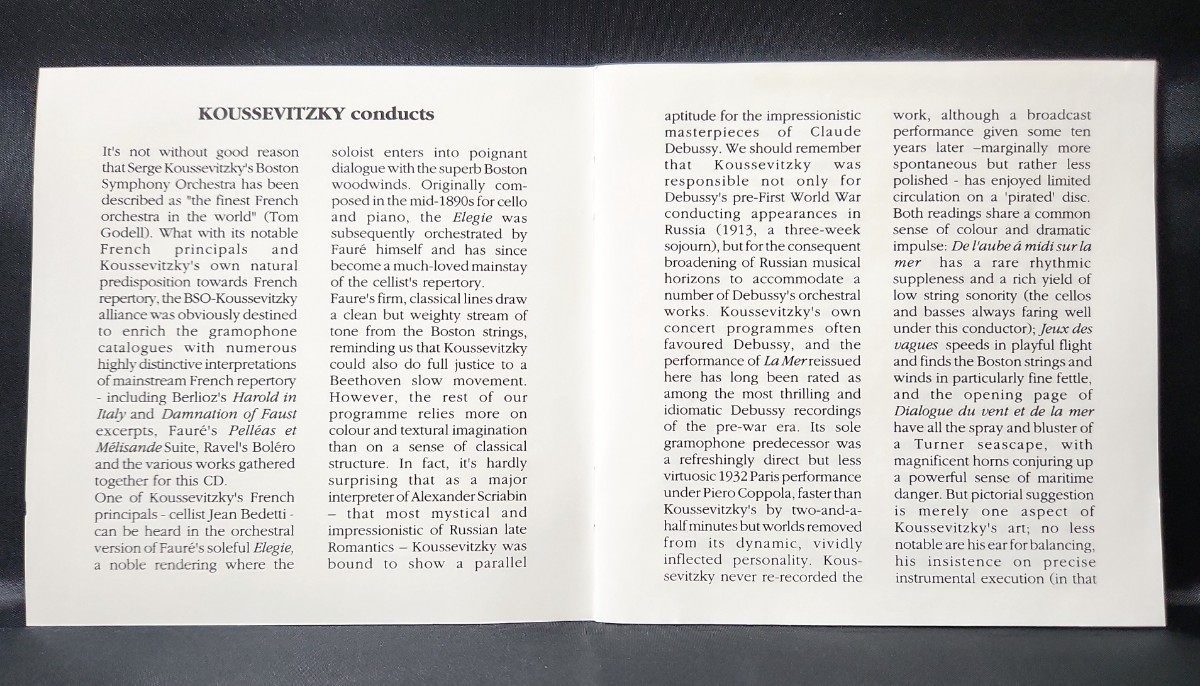 KOUSSEVITZKY conducts
It's not without good reason
that Serge Koussevitzky's Boston
Symphony Orchestra has been
described as "the finest French
orchestra in the world" (Tom
Godell). What with its notable
French principals and
Koussevitzky's own natural
predisposition towards French
repertory, the BSO-Koussevitzky
alliance was obviously destined
to enrich the gramophone
catalogues with numerous
highly distinctive interpretations
of mainstream French repertory
- including Berlioz's Harold in
Italy and Damnation of Faust
excerpts, Fauré's Pelléas et
Mélisande Suite, Ravel's Boléro
and the various works gathered
together for this CD.
One of Koussevitzky's French
principals - cellist Jean Bedetti -
can be heard in the orchestral
version of Fauré's soleful Elegie,
a noble rendering where the
soloist enters into poignant
dialogue with the superb Boston
woodwinds. Originally com-
posed in the mid-1890s for cello
and piano, the Elegie was
subsequently orchestrated by
Fauré himself and has since
become a much-loved mainstay
of the cellist's repertory.
Faure's firm, classical lines draw
a clean but weighty stream of
tone from the Boston strings,
reminding us that Koussevitzky
could also do full justice to a
Beethoven slow movement.
However, the rest of our
programme relies more on
colour and textural imagination
than on a sense of classical
structure. In fact, it's hardly
surprising that as a major
interpreter of Alexander Scriabin
– that most mystical and
impressionistic of Russian late
Romantics – Koussevitzky was
bound to show a parallel
aptitude for the impressionistic
masterpieces of Claude
Debussy. We should remember
that Koussevitzky was
responsible not only for
Debussy's pre-First World War
conducting appearances in
Russia (1913, a three-week
sojourn), but for the consequent
broadening of Russian musical
horizons to accommodate a
number of Debussy's orchestral
works. Koussevitzky's own
concert programmes often
favoured Debussy, and the
performance of La Mer reissued
here has long been rated as
among the most thrilling and
idiomatic Debussy recordings
of the pre-war era. Its sole
gramophone predecessor was
a refreshingly direct but less
virtuosic 1932 Paris performance
under Piero Coppola, faster than
Koussevitzky's by two-and-a-
half minutes but worlds removed
from its dynamic, vividly
inflected personality. Kous-
sevitzky never re-recorded the
work, although a broadcast
performance given some ten
years later –marginally more
spontaneous but rather less
polished - has enjoyed limited
circulation on a 'pirated' disc.
Both readings share a common
sense of colour and dramatic
impulse: De l'aube á midi sur la
mer has a rare rhythmic
suppleness and a rich yield of
low string sonority (the cellos
and basses always faring well
under this conductor); Jeux des
vagues speeds in playful flight
and finds the Boston strings and
winds in particularly fine fettle,
and the opening page of
Dialogue du vent et de la mer
have all the spray and bluster of
a Turner seascape, with
magnificent horns conjuring up
a powerful sense of maritime
danger. But pictorial suggestion
is merely one aspect of
Koussevitzky's art; no less
notable are his ear for balancing,
his insistence on precise
instrumental execution (in that